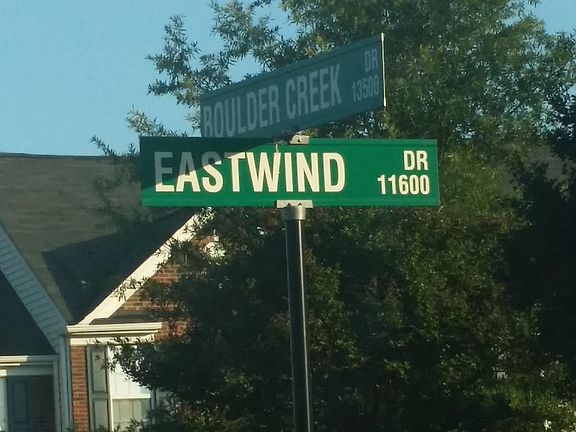 BOULDER CREEK DR 13500
EASTWIND DR 11600